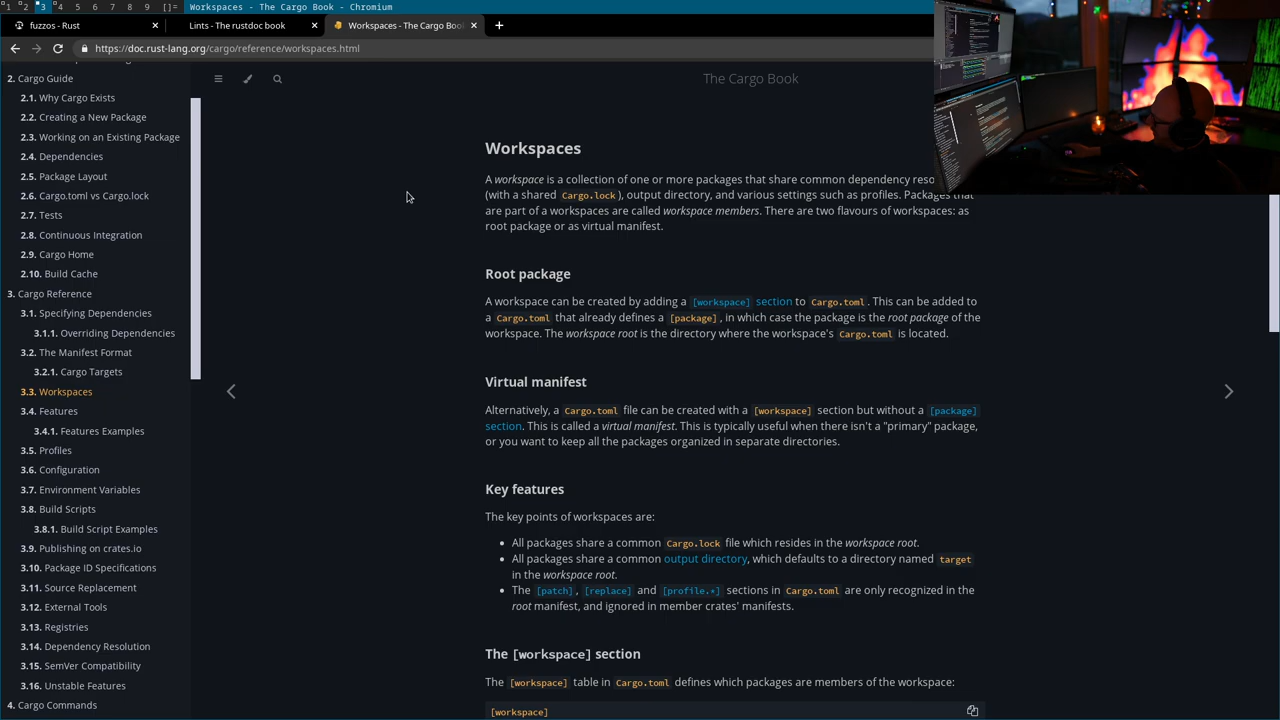 1 2 3 4 5 6 7 8 9 []= Workspaces - The Cargo Book - Chromium
fuzzos - Rust × Lints - The rustdoc book × Workspaces - The Cargo Boo × +
https://doc.rust-lang.org/cargo/reference/workspaces.html
2. Cargo Guide
2.1. Why Cargo Exists
2.2. Creating a New Package
2.3. Working on an Existing Package
2.4. Dependencies
2.5. Package Layout
2.6. Cargo.toml vs Cargo.lock
2.7. Tests
2.8. Continuous Integration
2.9. Cargo Home
2.10. Build Cache
3. Cargo Reference
3.1. Specifying Dependencies
3.1.1. Overriding Dependencies
3.2. The Manifest Format
3.2.1. Cargo Targets
3.3. Workspaces
3.4. Features
3.4.1. Features Examples
3.5. Profiles
3.6. Configuration
3.7. Environment Variables
3.8. Build Scripts
3.8.1. Build Script Examples
3.9. Publishing on crates.io
3.10. Package ID Specifications
3.11. Source Replacement
3.12. External Tools
3.13. Registries
3.14. Dependency Resolution
3.15. SemVer Compatibility
3.16. Unstable Features
4. Cargo Commands
The Cargo Book
Workspaces
A workspace is a collection of one or more packages that share common dependency reso
(with a shared Cargo.lock), output directory, and various settings such as profiles. Packages that
are part of a workspaces are called workspace members. There are two flavours of workspaces: as
root package or as virtual manifest.
Root package
A workspace can be created by adding a [workspace] section to Cargo.toml. This can be added to
a Cargo.toml that already defines a [package], in which case the package is the root package of the
workspace. The workspace root is the directory where the workspace's Cargo.toml is located.
Virtual manifest
Alternatively, a Cargo.toml file can be created with a [workspace] section but without a [package]
section. This is called a virtual manifest. This is typically useful when there isn't a "primary" package,
or you want to keep all the packages organized in separate directories.
Key features
The key points of workspaces are:
• All packages share a common Cargo.lock file which resides in the workspace root.
• All packages share a common output directory, which defaults to a directory named target
in the workspace root.
• The [patch], [replace] and [profile.*] sections in Cargo.toml are only recognized in the
root manifest, and ignored in member crates' manifests.
The [workspace] section
The [workspace] table in Cargo.toml defines which packages are members of the workspace:
[workspace]